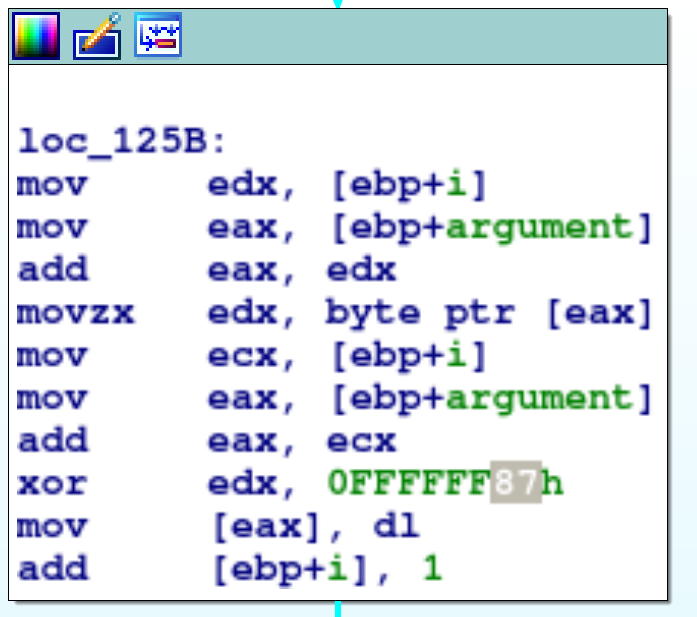 loc_125B:
mov edx, [ebp+i]
mov eax, [ebp+argument]
add eax, edx
movzx edx, byte ptr [eax]
mov ecx, [ebp+i]
mov eax, [ebp+argument]
add eax, ecx
xor edx, 0FFFFFF87h
mov [eax], dl
add [ebp+i], 1